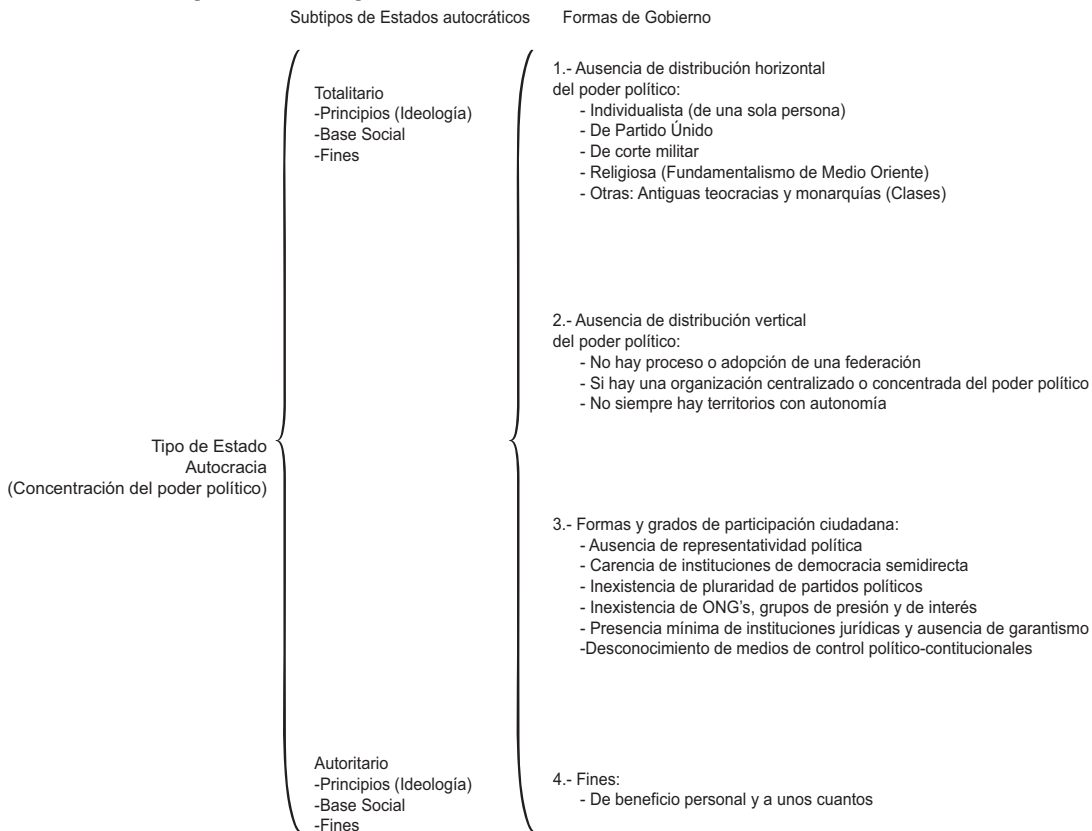 Subtipos de Estados autocráticos
Formas de Gobierno
Tipo de Estado
Autocracia
(Concentración del poder político)
Totalitario
-Principios (Ideología)
-Base Social
-Fines
Autoritario
-Principios (Ideología)
-Base Social
-Fines
1.- Ausencia de distribución horizontal
del poder político:
- Individualista (de una sola persona)
- De Partido Único
- De corte militar
- Religiosa (Fundamentalismo de Medio Oriente)
- Otras: Antiguas teocracias y monarquías (Clases)
2.- Ausencia de distribución vertical
del poder político:
- No hay proceso o adopción de una federación
- Si hay una organización centralizado o concentrada del poder político
- No siempre hay territorios con autonomía
3.- Formas y grados de participación ciudadana:
- Ausencia de representatividad política
- Carencia de instituciones de democracia semidirecta
- Inexistencia de pluraridad de partidos políticos
- Inexistencia de ONG's, grupos de presión y de interés
- Presencia mínima de instituciones jurídicas y ausencia de garantismo
-Desconocimiento de medios de control político-contitucionales
4.- Fines:
- De beneficio personal y a unos cuantos